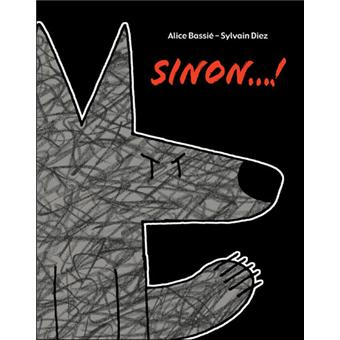 Alice Bassié – Sylvain Diez
SINON....!